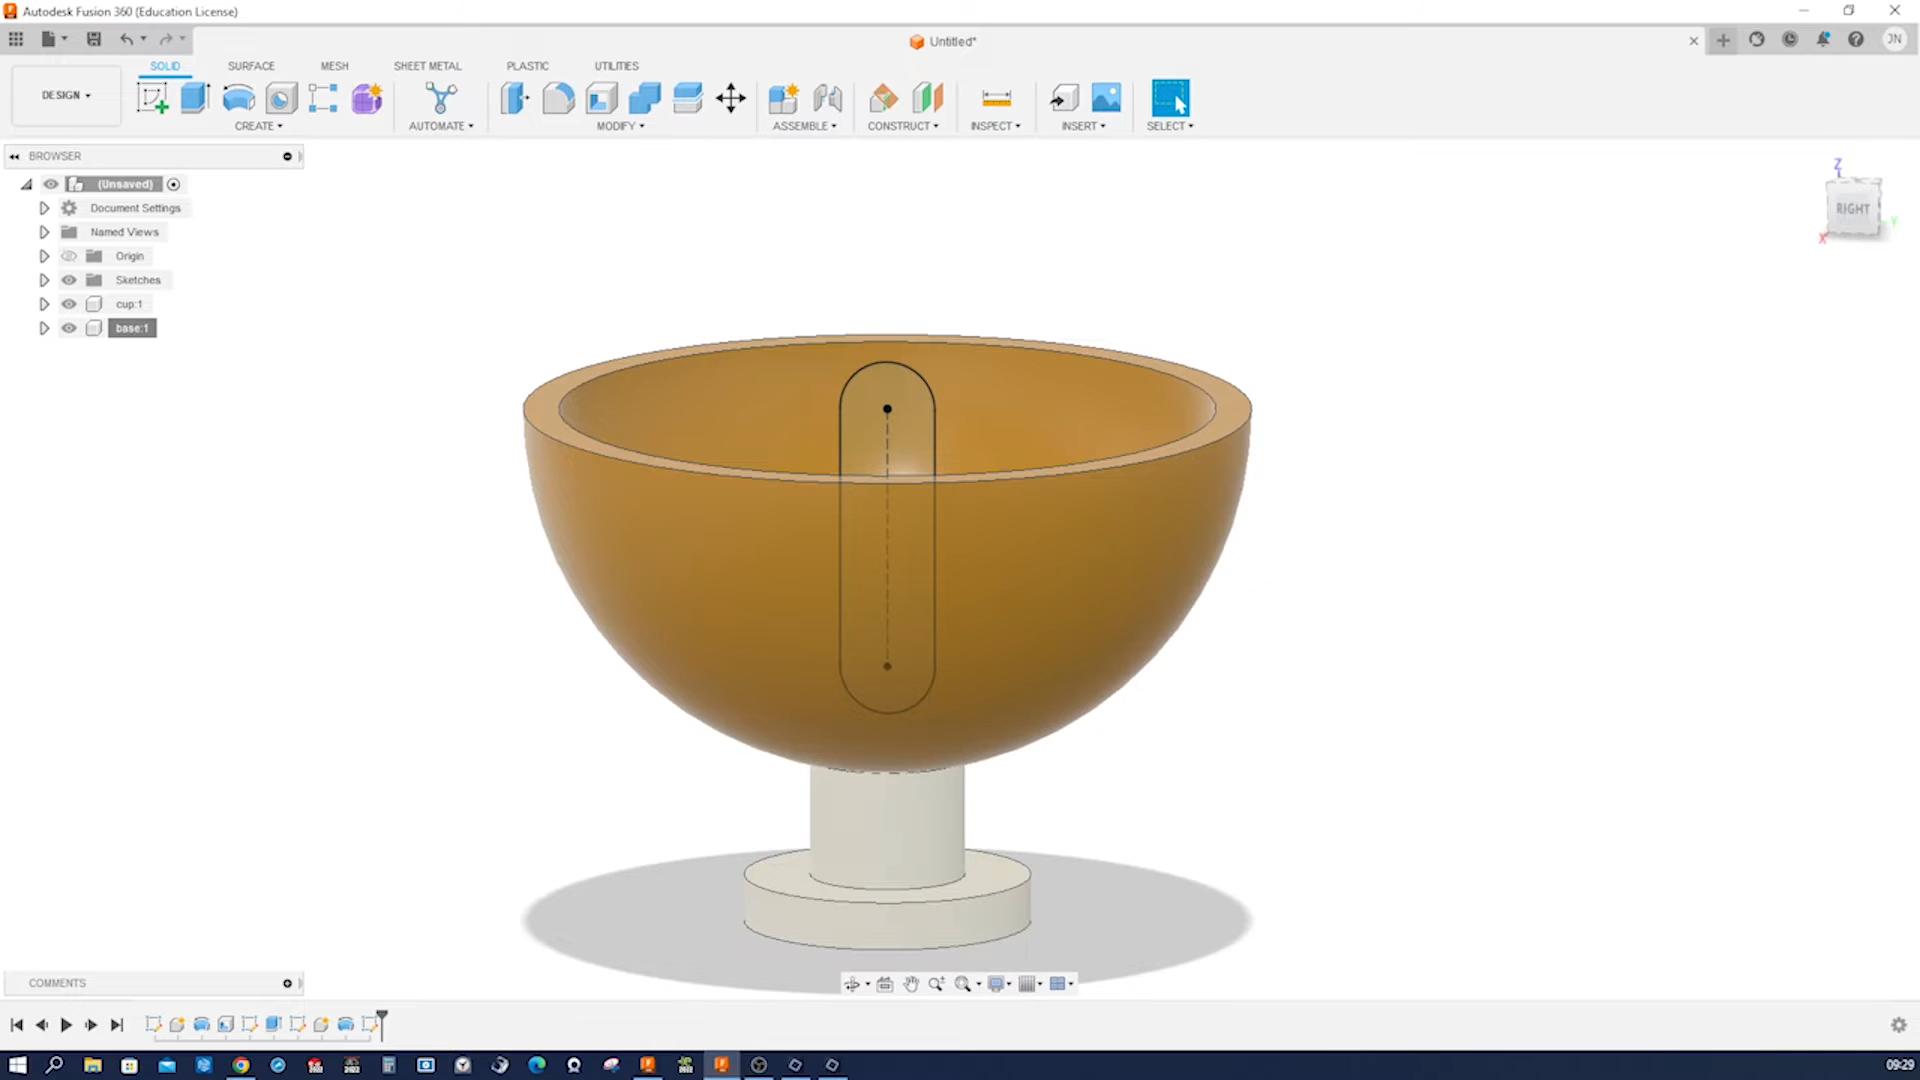 Autodesk Fusion 360 (Education License)
Untitled*
JN
SOLID SURFACE MESH SHEET METAL PLASTIC UTILITIES
DESIGN
CREATE AUTOMATE MODIFY ASSEMBLE CONSTRUCT INSPECT INSERT SELECT
BROWSER
(Unsaved)
Document Settings
Named Views
Origin
Sketches
cup:1
base:1
Z
RIGHT
Y
X
COMMENTS
09:29